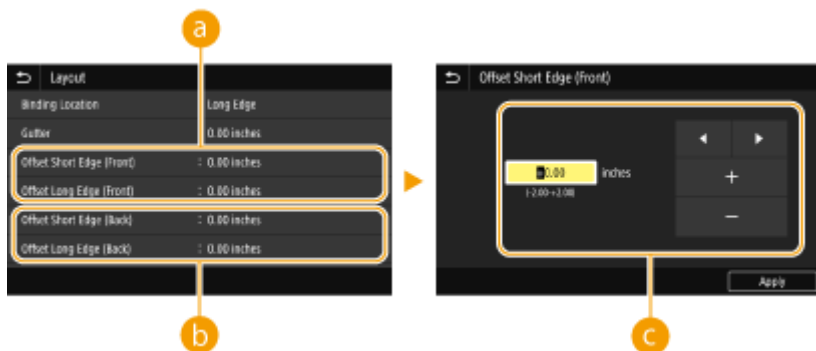 a
Layout
Binding Location Long Edge
Gutter 0.00 inches
Offset Short Edge (Front) : 0.00 inches
Offset Long Edge (Front) : 0.00 inches
Offset Short Edge (Back) : 0.00 inches
Offset Long Edge (Back) : 0.00 inches
b
Offset Short Edge (Front)
0.00 inches
(-2.00-+2.00)
+
−
Apply
c